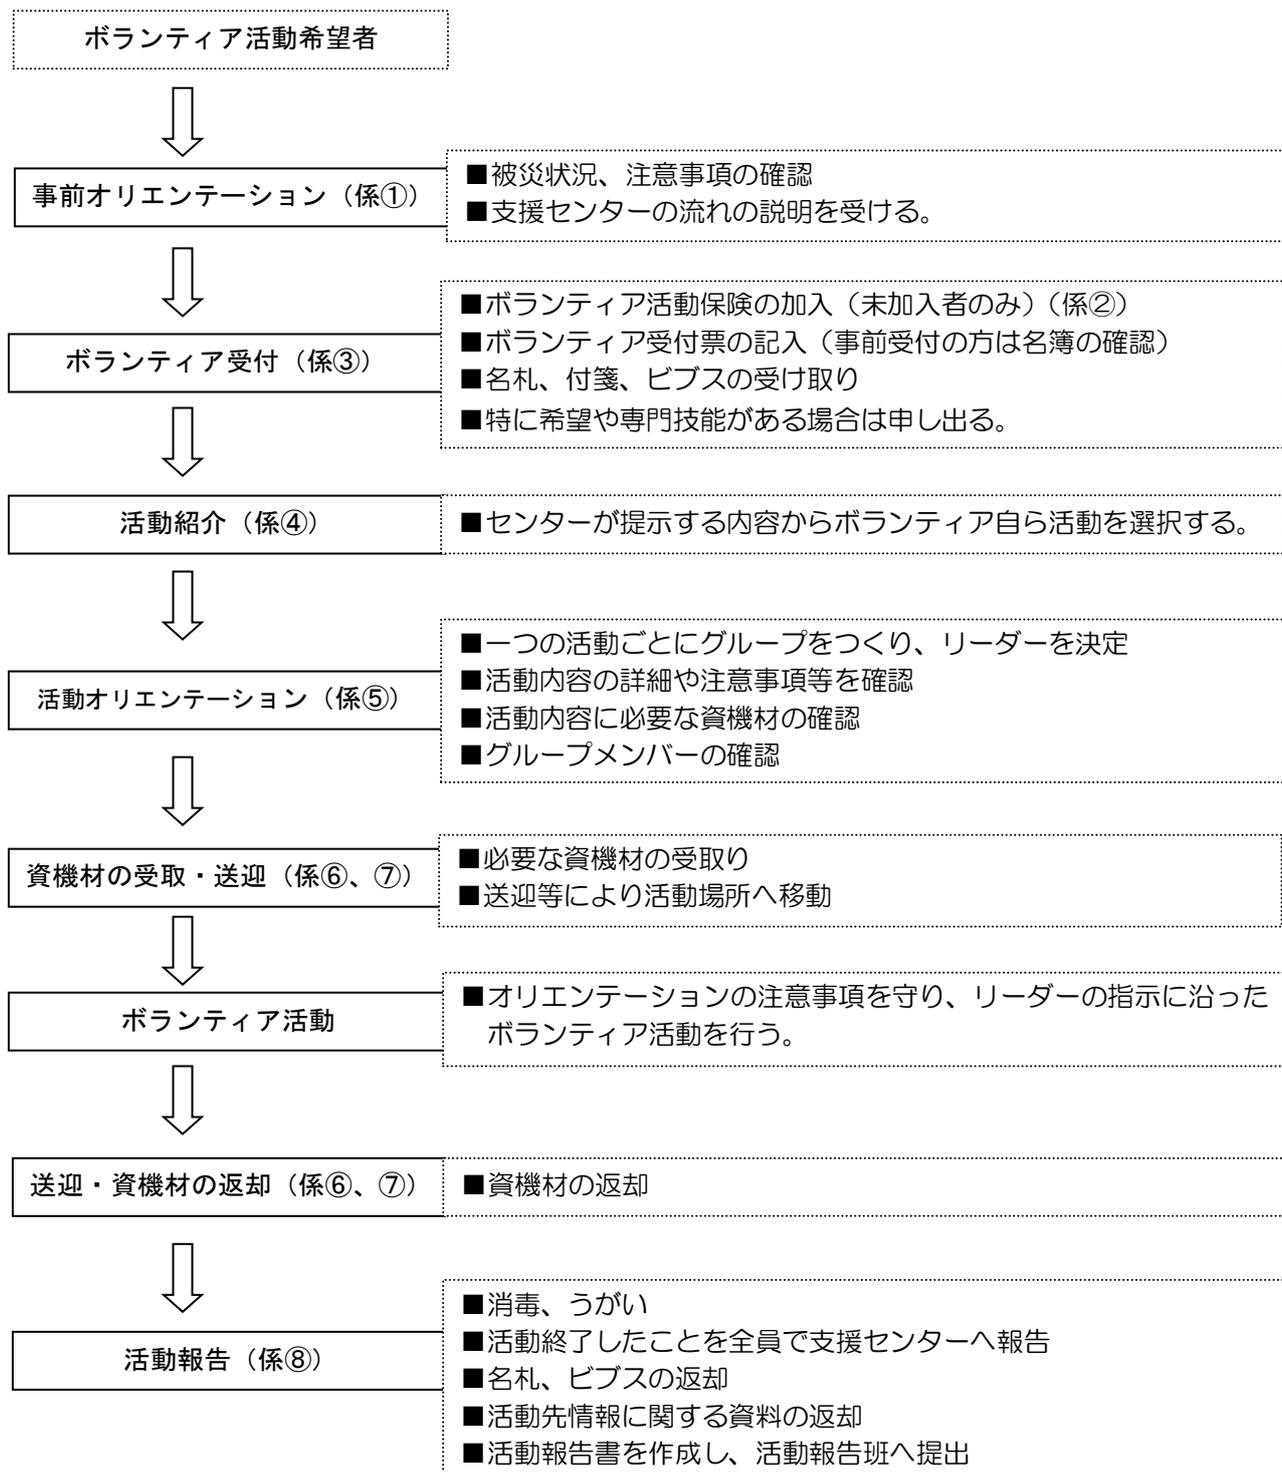 ボランティア活動希望者
事前オリエンテーション（係①）
■被災状況、注意事項の確認
■支援センターの流れの説明を受ける。
ボランティア受付（係③）
■ボランティア活動保険の加入（未加入者のみ）（係②）
■ボランティア受付票の記入（事前受付の方は名簿の確認）
■名札、付箋、ビブスの受け取り
■特に希望や専門技能がある場合は申し出る。
活動紹介（係④）
■センターが提示する内容からボランティア自ら活動を選択する。
活動オリエンテーション（係⑤）
■一つの活動ごとにグループをつくり、リーダーを決定
■活動内容の詳細や注意事項等を確認
■活動内容に必要な資機材の確認
■グループメンバーの確認
資機材の受取・送迎（係⑥、⑦）
■必要な資機材の受取り
■送迎等により活動場所へ移動
ボランティア活動
■オリエンテーションの注意事項を守り、リーダーの指示に沿った
ボランティア活動を行う。
送迎・資機材の返却（係⑥、⑦）
■資機材の返却
活動報告（係⑧）
■消毒、うがい
■活動終了したことを全員で支援センターへ報告
■名札、ビブスの返却
■活動先情報に関する資料の返却
■活動報告書を作成し、活動報告班へ提出